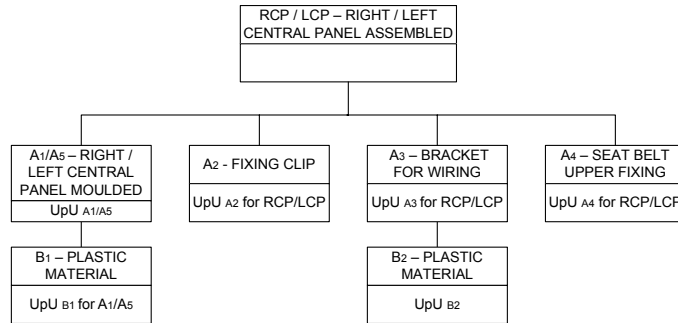 RCP / LCP – RIGHT / LEFT
CENTRAL PANEL ASSEMBLED
A1/A5 – RIGHT /
LEFT CENTRAL
PANEL MOULDED
UpU A1/A5
A2 - FIXING CLIP
UpU A2 for RCP/LCP
A3 – BRACKET
FOR WIRING
UpU A3 for RCP/LCP
A4 – SEAT BELT
UPPER FIXING
UpU A4 for RCP/LCP
B1 – PLASTIC
MATERIAL
UpU B1 for A1/A5
B2 – PLASTIC
MATERIAL
UpU B2